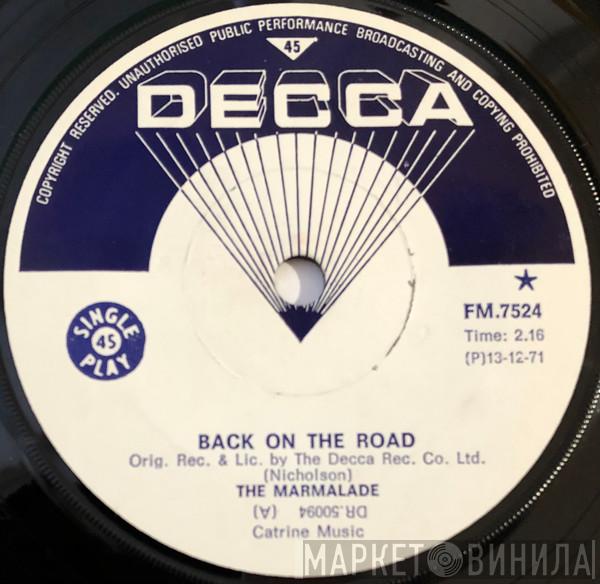 COPYRIGHT RESERVED. UNAUTHORISED PUBLIC PERFORMANCE BROADCASTING AND COPYING PROHIBITED
45
DECCA
FM.7524
Time: 2.16
(P)13-12-71
SINGLE
45
PLAY
BACK ON THE ROAD
Orig. Rec. & Lic. by The Decca Rec. Co. Ltd.
(Nicholson)
THE MARMALADE
DR.50094 (A)
Catrine Music
МАРКЕТ ВИНИЛА